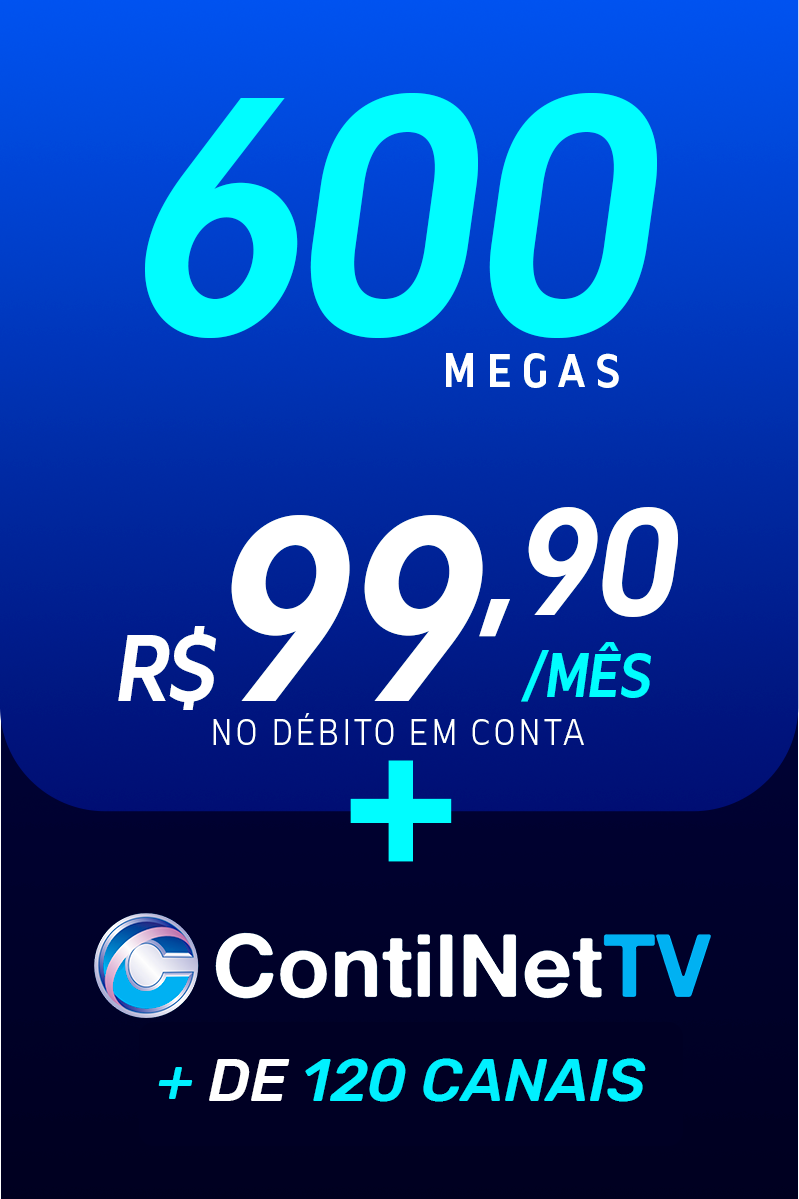 600
MEGAS
R$99,90
/MÊS
NO DÉBITO EM CONTA
+
ContilNetTV
+ DE 120 CANAIS